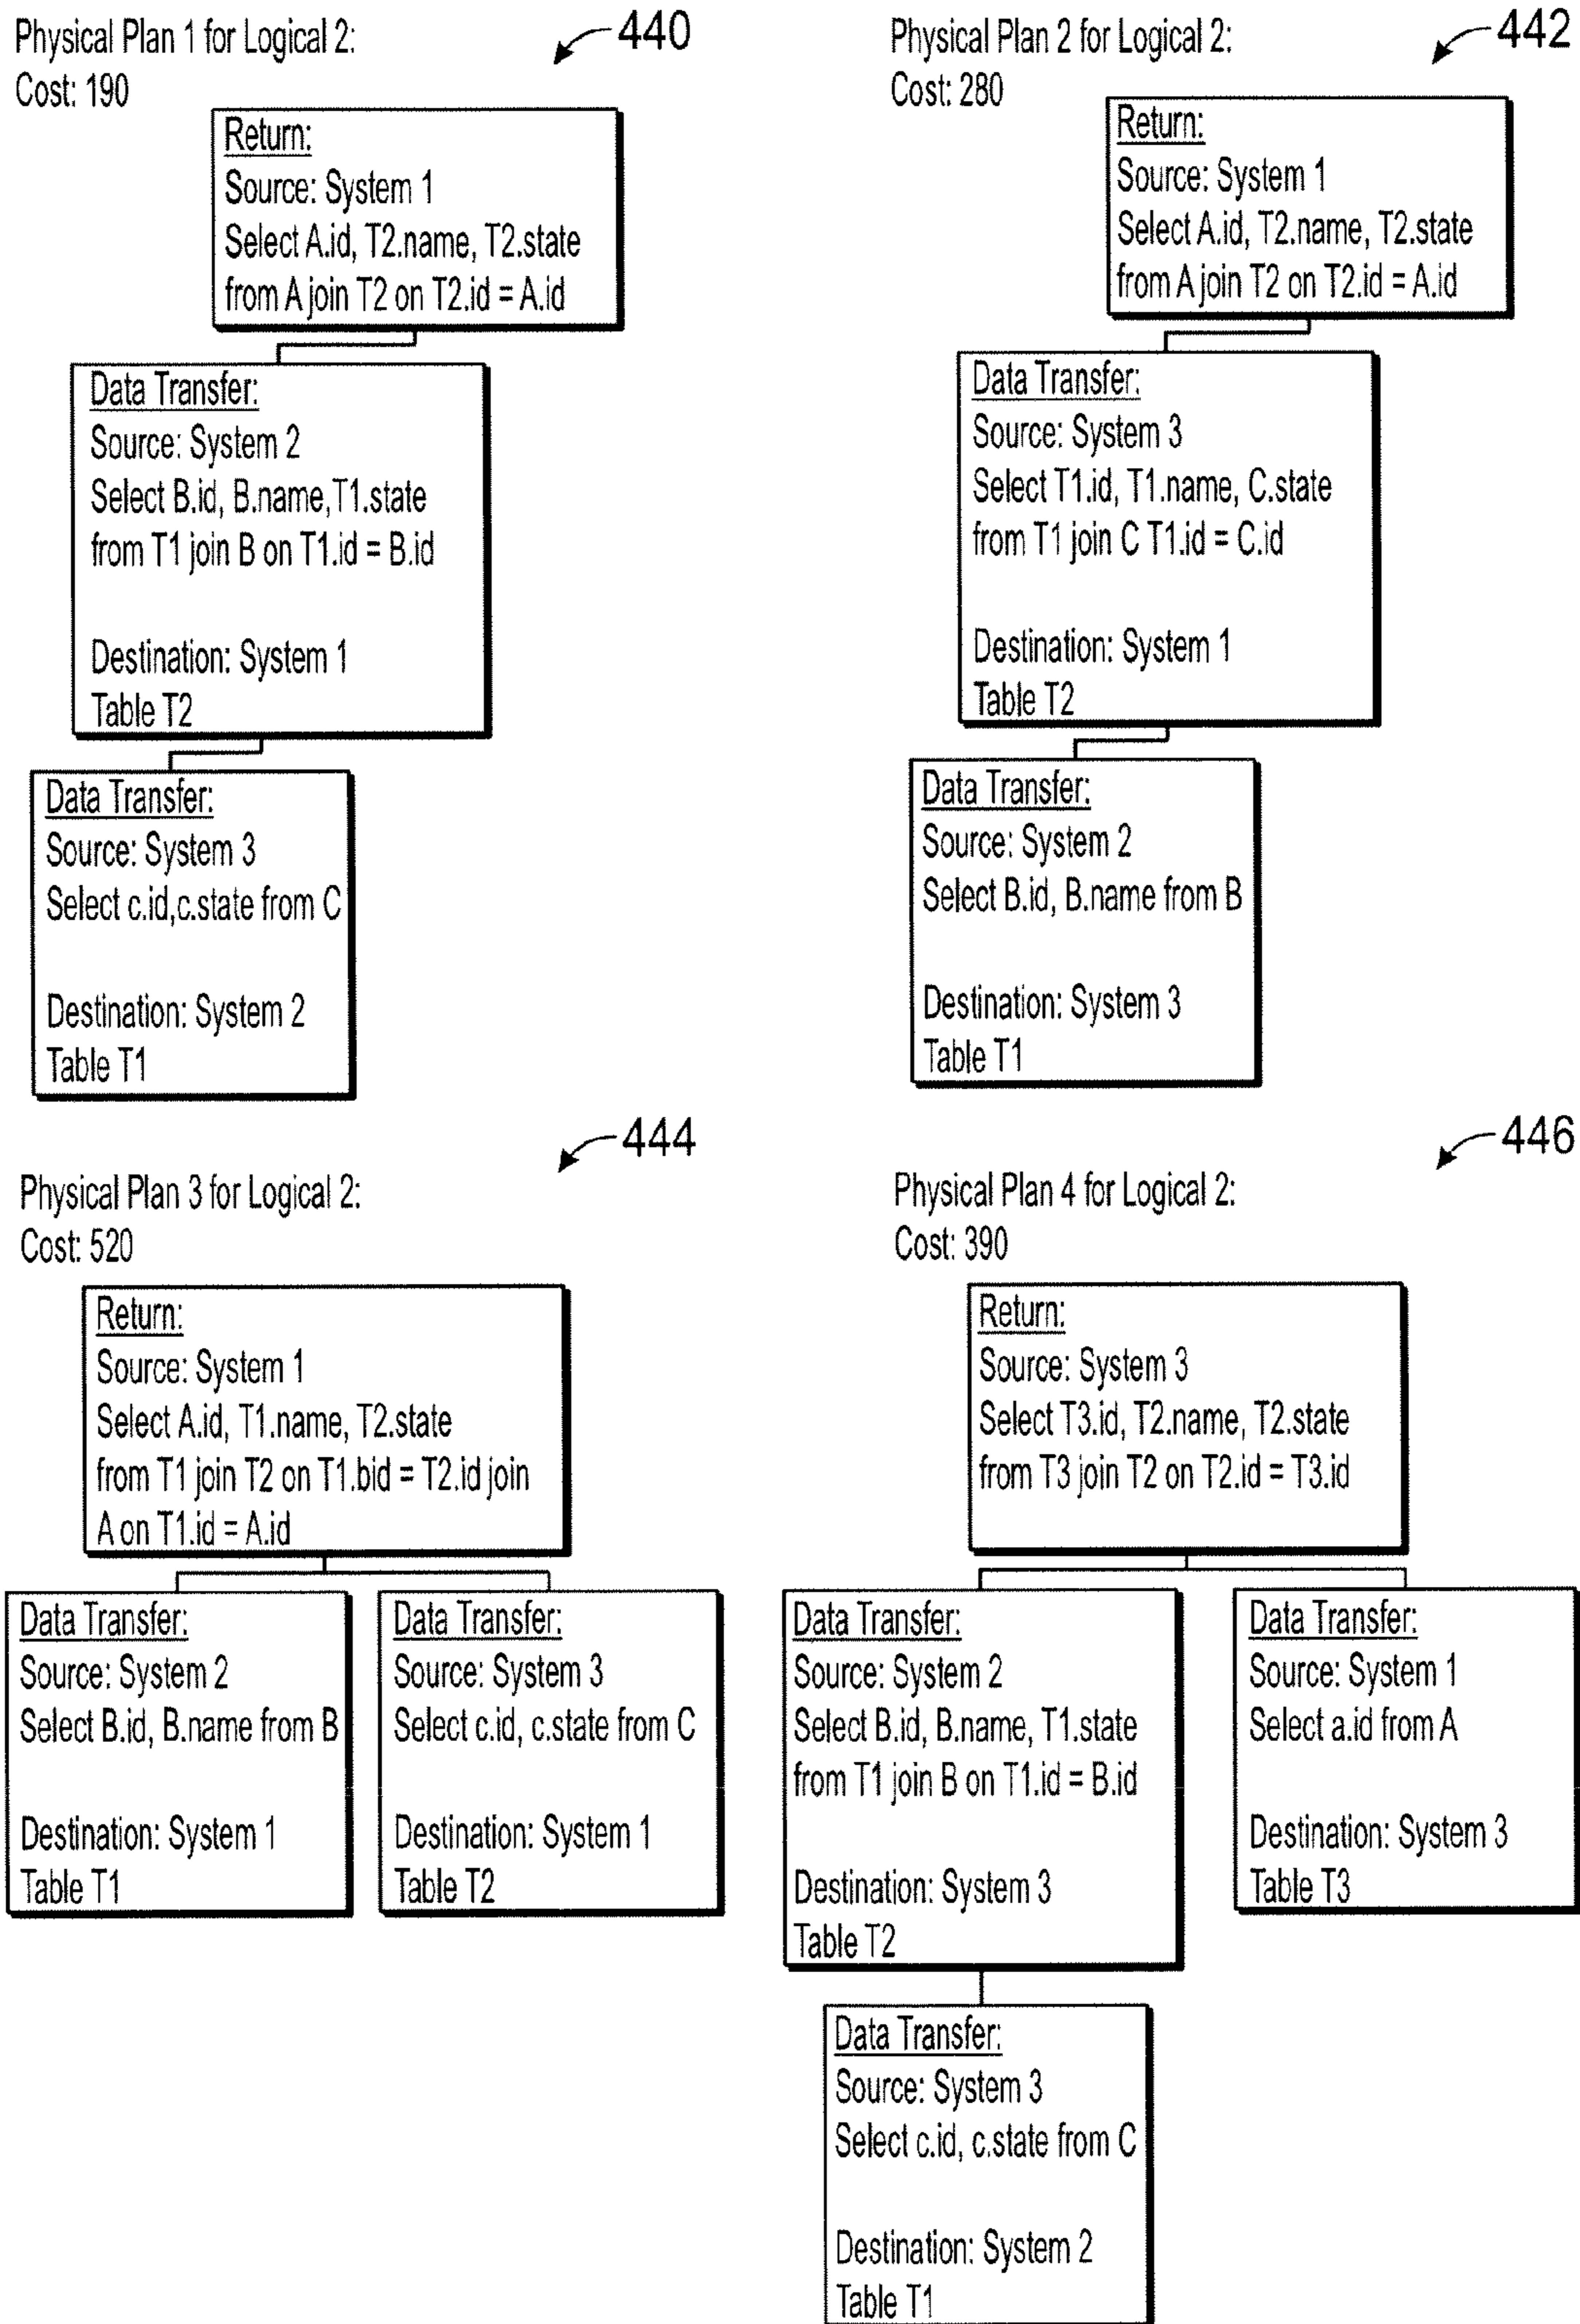 Physical Plan 1 for Logical 2:
Cost: 190
440
Return:
Source: System 1
Select A.id, T2.name, T2.state
from A join T2 on T2.id = A.id
Data Transfer:
Source: System 2
Select B.id, B.name,T1.state
from T1 join B on T1.id = B.id
Destination: System 1
Table T2
Data Transfer:
Source: System 3
Select c.id,c.state from C
Destination: System 2
Table T1
Physical Plan 2 for Logical 2:
Cost: 280
442
Return:
Source: System 1
Select A.id, T2.name, T2.state
from A join T2 on T2.id = A.id
Data Transfer:
Source: System 3
Select T1.id, T1.name, C.state
from T1 join C T1.id = C.id
Destination: System 1
Table T2
Data Transfer:
Source: System 2
Select B.id, B.name from B
Destination: System 3
Table T1
444
Physical Plan 3 for Logical 2:
Cost: 520
Return:
Source: System 1
Select A.id, T1.name, T2.state
from T1 join T2 on T1.bid = T2.id join
A on T1.id = A.id
Data Transfer:
Source: System 2
Select B.id, B.name from B
Destination: System 1
Table T1
Data Transfer:
Source: System 3
Select c.id, c.state from C
Destination: System 1
Table T2
446
Physical Plan 4 for Logical 2:
Cost: 390
Return:
Source: System 3
Select T3.id, T2.name, T2.state
from T3 join T2 on T2.id = T3.id
Data Transfer:
Source: System 2
Select B.id, B.name, T1.state
from T1 join B on T1.id = B.id
Destination: System 3
Table T2
Data Transfer:
Source: System 1
Select a.id from A
Destination: System 3
Table T3
Data Transfer:
Source: System 3
Select c.id, c.state from C
Destination: System 2
Table T1